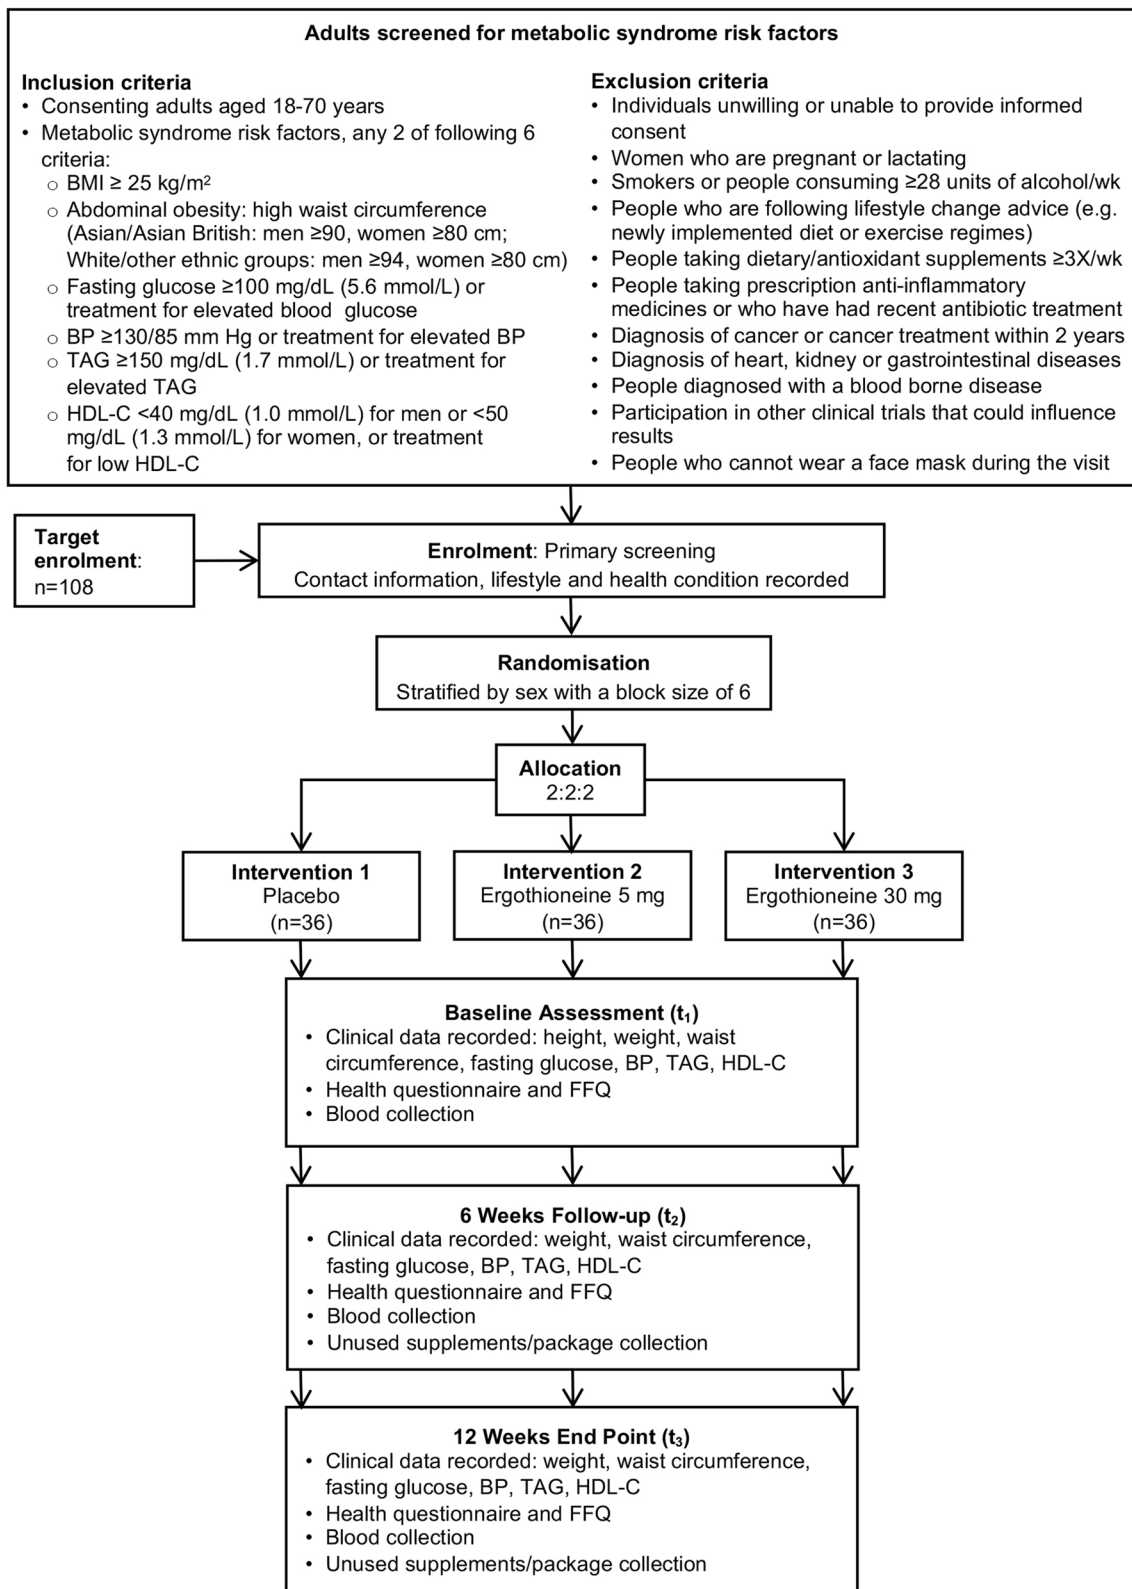 Adults screened for metabolic syndrome risk factors
Inclusion criteria
• Consenting adults aged 18-70 years
• Metabolic syndrome risk factors, any 2 of following 6
criteria:
○ BMI ≥ 25 kg/m²
○ Abdominal obesity: high waist circumference
(Asian/Asian British: men ≥90, women ≥80 cm;
White/other ethnic groups: men ≥94, women ≥80 cm)
○ Fasting glucose ≥100 mg/dL (5.6 mmol/L) or
treatment for elevated blood glucose
○ BP ≥130/85 mm Hg or treatment for elevated BP
○ TAG ≥150 mg/dL (1.7 mmol/L) or treatment for
elevated TAG
○ HDL-C <40 mg/dL (1.0 mmol/L) for men or <50
mg/dL (1.3 mmol/L) for women, or treatment
for low HDL-C
Exclusion criteria
• Individuals unwilling or unable to provide informed
consent
• Women who are pregnant or lactating
• Smokers or people consuming ≥28 units of alcohol/wk
• People who are following lifestyle change advice (e.g.
newly implemented diet or exercise regimes)
• People taking dietary/antioxidant supplements ≥3X/wk
• People taking prescription anti-inflammatory
medicines or who have had recent antibiotic treatment
• Diagnosis of cancer or cancer treatment within 2 years
• Diagnosis of heart, kidney or gastrointestinal diseases
• People diagnosed with a blood borne disease
• Participation in other clinical trials that could influence
results
• People who cannot wear a face mask during the visit
Target
enrolment:
n=108
Enrolment: Primary screening
Contact information, lifestyle and health condition recorded
Randomisation
Stratified by sex with a block size of 6
Allocation
2:2:2
Intervention 1
Placebo
(n=36)
Intervention 2
Ergothioneine 5 mg
(n=36)
Intervention 3
Ergothioneine 30 mg
(n=36)
Baseline Assessment (t₁)
• Clinical data recorded: height, weight, waist
circumference, fasting glucose, BP, TAG, HDL-C
• Health questionnaire and FFQ
• Blood collection
6 Weeks Follow-up (t₂)
• Clinical data recorded: weight, waist circumference,
fasting glucose, BP, TAG, HDL-C
• Health questionnaire and FFQ
• Blood collection
• Unused supplements/package collection
12 Weeks End Point (t₃)
• Clinical data recorded: weight, waist circumference,
fasting glucose, BP, TAG, HDL-C
• Health questionnaire and FFQ
• Blood collection
• Unused supplements/package collection